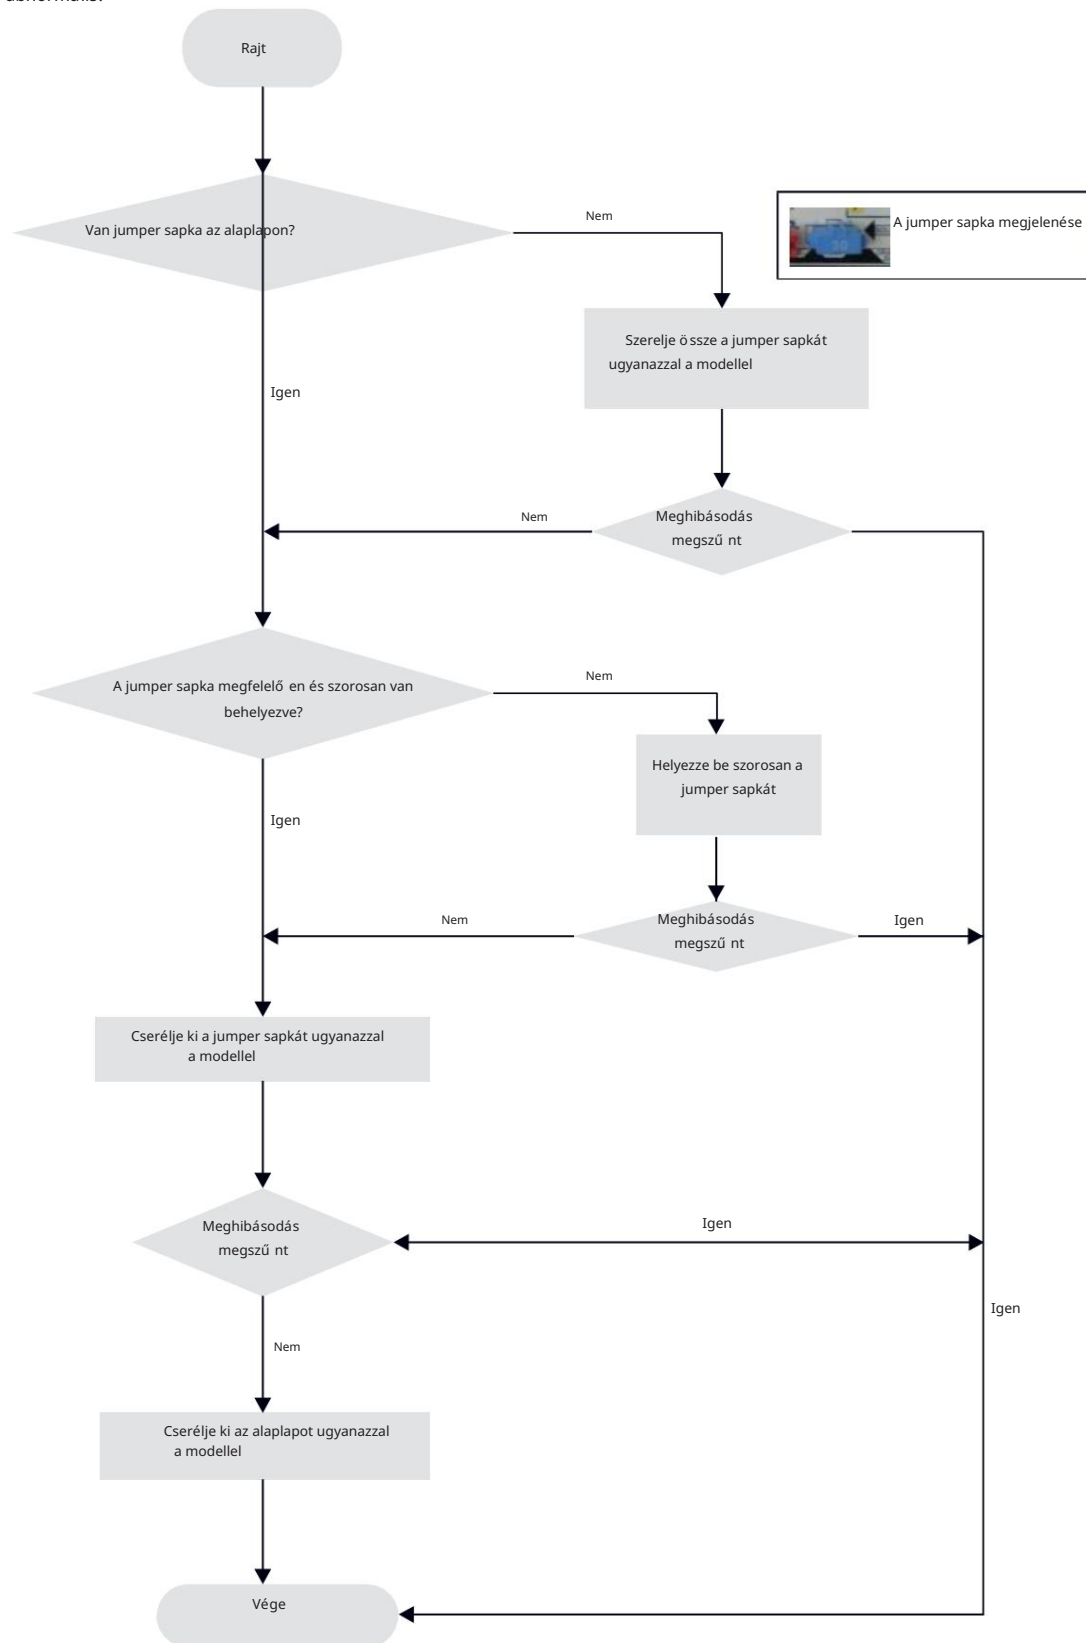 Rajt
Van jumper sapka az alaplapon?
Nem
A jumper sapka megjelenése
Szerelje össze a jumper sapkát
ugyanazzal a modellel
Igen
Nem
Meghibásodás
megszű nt
A jumper sapka megfelelő en és szorosan van
behelyezve?
Nem
Helyezze be szorosan a
jumper sapkát
Igen
Nem
Meghibásodás
megszű nt
Igen
Cserélje ki a jumper sapkát ugyanazzal
a modellel
Meghibásodás
megszű nt
Igen
Igen
Nem
Cserélje ki az alaplapot ugyanazzal
a modellel
Vége